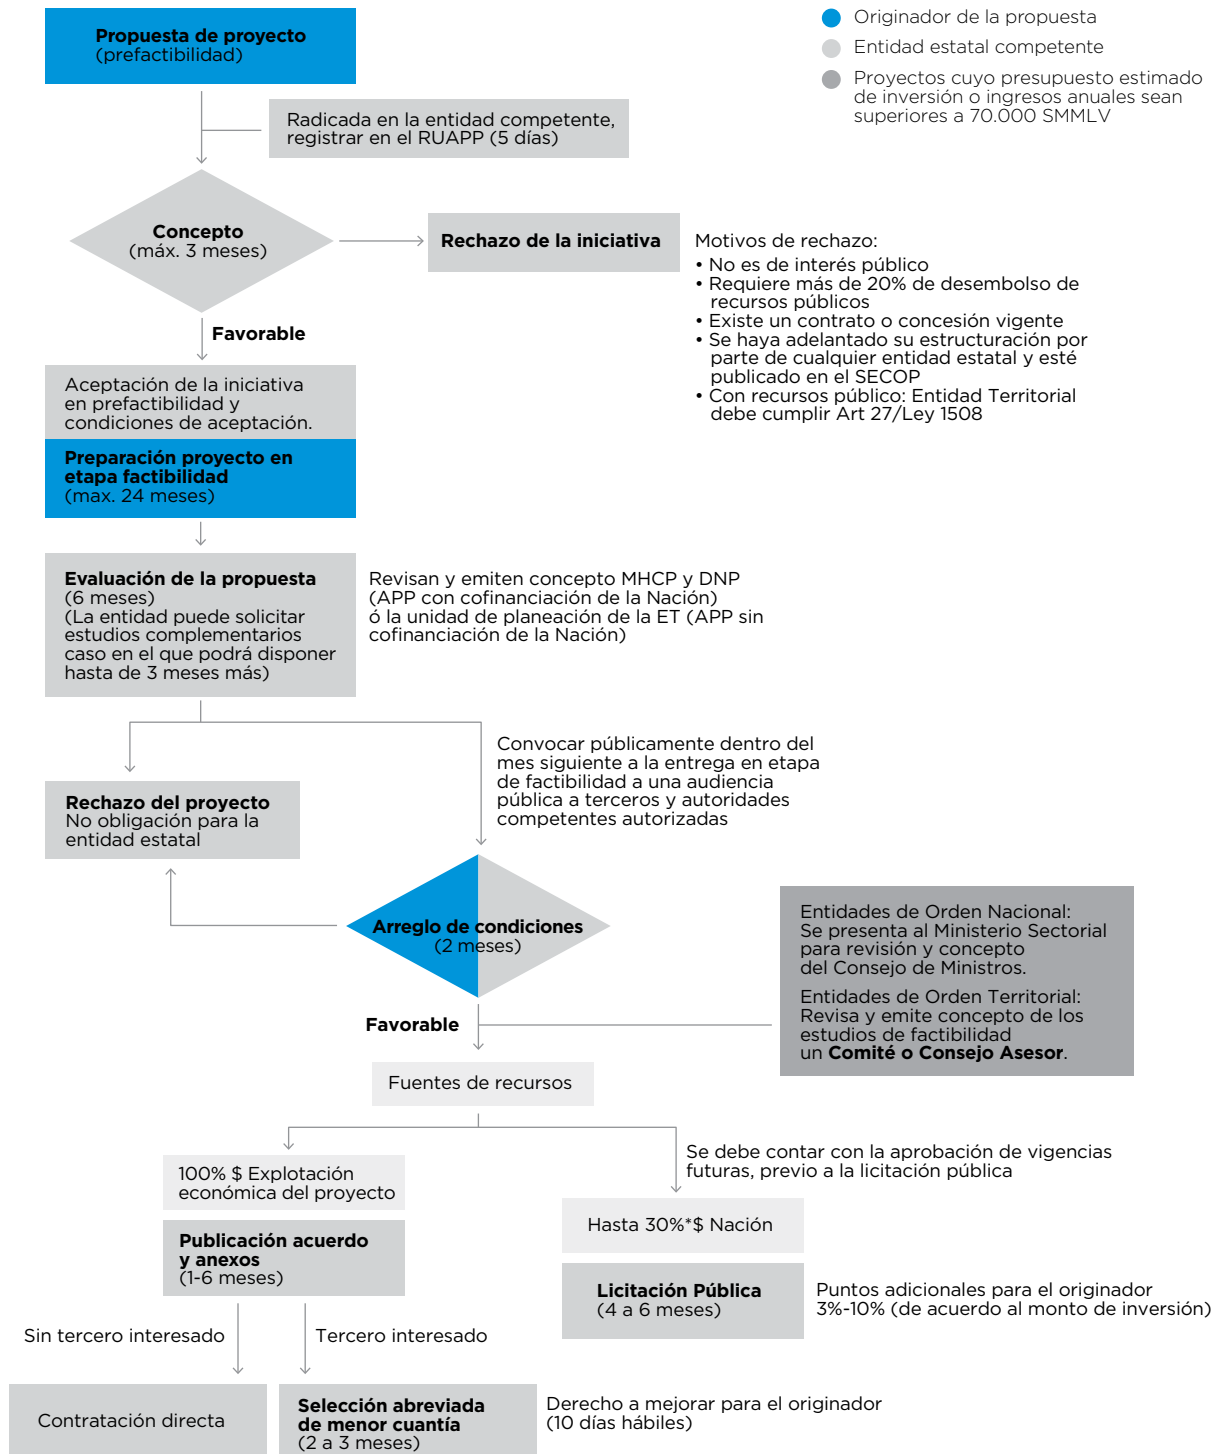 Propuesta de proyecto
(prefactibilidad)
Originador de la propuesta
Entidad estatal competente
Proyectos cuyo presupuesto estimado
de inversión o ingresos anuales sean
superiores a 70.000 SMMLV
Radicada en la entidad competente,
registrar en el RUAPP (5 días)
Concepto
(máx. 3 meses)
Rechazo de la iniciativa
Motivos de rechazo:
• No es de interés público
• Requiere más de 20% de desembolso de
recursos públicos
• Existe un contrato o concesión vigente
• Se haya adelantado su estructuración por
parte de cualquier entidad estatal y esté
publicado en el SECOP
• Con recursos público: Entidad Territorial
debe cumplir Art 27/Ley 1508
Favorable
Aceptación de la iniciativa
en prefactibilidad y
condiciones de aceptación.
Preparación proyecto en
etapa factibilidad
(max. 24 meses)
Evaluación de la propuesta
(6 meses)
(La entidad puede solicitar
estudios complementarios
caso en el que podrá disponer
hasta de 3 meses más)
Revisan y emiten concepto MHCP y DNP
(APP con cofinanciación de la Nación)
ó la unidad de planeación de la ET (APP sin
cofinanciación de la Nación)
Convocar públicamente dentro del
mes siguiente a la entrega en etapa
de factibilidad a una audiencia
pública a terceros y autoridades
competentes autorizadas
Rechazo del proyecto
No obligación para la
entidad estatal
Arreglo de condiciones
(2 meses)
Entidades de Orden Nacional:
Se presenta al Ministerio Sectorial
para revisión y concepto
del Consejo de Ministros.
Entidades de Orden Territorial:
Revisa y emite concepto de los
estudios de factibilidad
un Comité o Consejo Asesor.
Favorable
Fuentes de recursos
100% $ Explotación
económica del proyecto
Se debe contar con la aprobación de vigencias
futuras, previo a la licitación pública
Hasta 30%*$ Nación
Publicación acuerdo
y anexos
(1-6 meses)
Licitación Pública
(4 a 6 meses)
Puntos adicionales para el originador
3%-10% (de acuerdo al monto de inversión)
Sin tercero interesado
Tercero interesado
Contratación directa
Selección abreviada
de menor cuantía
(2 a 3 meses)
Derecho a mejorar para el originador
(10 días hábiles)